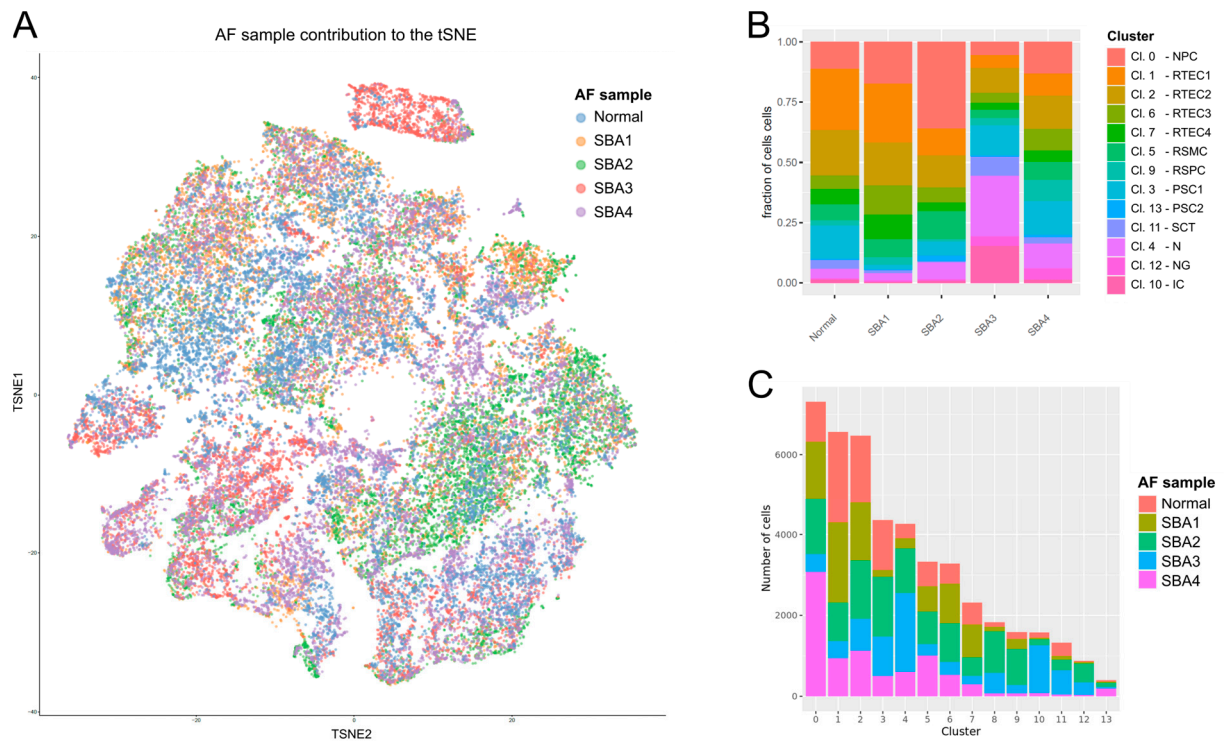 A
AF sample contribution to the tSNE
40
20
0
−20
−40
−20
0
20
TSNE1
TSNE2
AF sample
Normal
SBA1
SBA2
SBA3
SBA4
B
1.00
0.75
0.50
0.25
0.00
fraction of cells cells
Normal
SBA1
SBA2
SBA3
SBA4
Cluster
Cl. 0 - NPC
Cl. 1 - RTEC1
Cl. 2 - RTEC2
Cl. 6 - RTEC3
Cl. 7 - RTEC4
Cl. 5 - RSMC
Cl. 9 - RSPC
Cl. 3 - PSC1
Cl. 13 - PSC2
Cl. 11 - SCT
Cl. 4 - N
Cl. 12 - NG
Cl. 10 - IC
C
6000
4000
2000
0
Number of cells
0 1 2 3 4 5 6 7 8 9 10 11 12 13
Cluster
AF sample
Normal
SBA1
SBA2
SBA3
SBA4